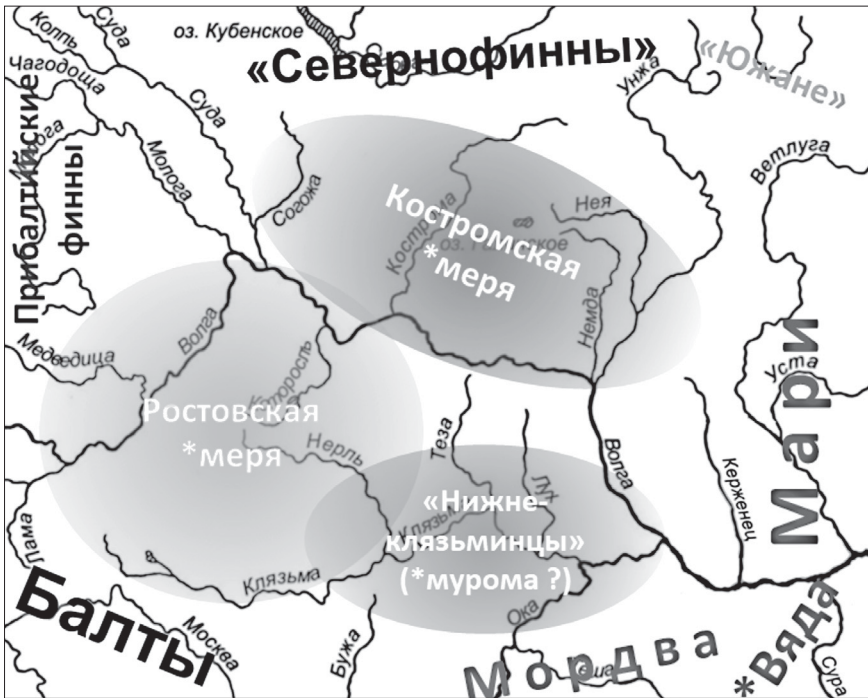 Колпь
Суда
оз. Кубенское
«Севернофинны»
«Южане»
Унжа
Чагодоща
Суда
Прибалтийские
финны
Молога
Ветлуга
Согожа
Кострома
Нея
Костромская
*меря
Немда
Волга
Медведица
Которосль
Уста
Мари
Ростовская
*меря
Нерль
Теза
Лух
Волга
Керженец
«Нижне-
клязьминцы»
(*мурома ?)
Клязьма
Лама
Клязьма
Ока
Балты
Москва
Бужа
Мордва
*Вяда
Сура